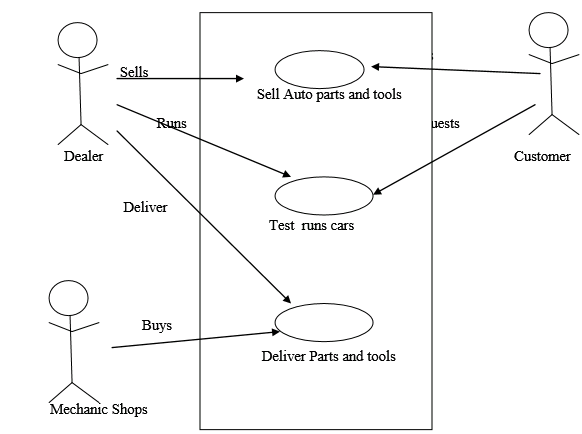 Sells
Sell Auto parts and tools
Runs
uests
Dealer
Customer
Deliver
Test runs cars
Buys
Deliver Parts and tools
Mechanic Shops